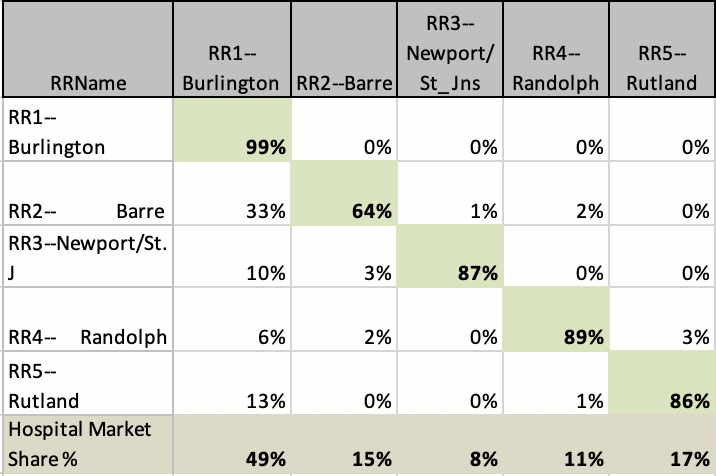 RRName RR1-- Burlington RR2--Barre RR3-- Newport/ St_Jns RR4-- Randolph RR5-- Rutland
RR1--
Burlington 99% 0% 0% 0% 0%
RR2-- Barre 33% 64% 1% 2% 0%
RR3--Newport/St.
J 10% 3% 87% 0% 0%
RR4-- Randolph 6% 2% 0% 89% 3%
RR5--
Rutland 13% 0% 0% 1% 86%
Hospital Market
Share % 49% 15% 8% 11% 17%